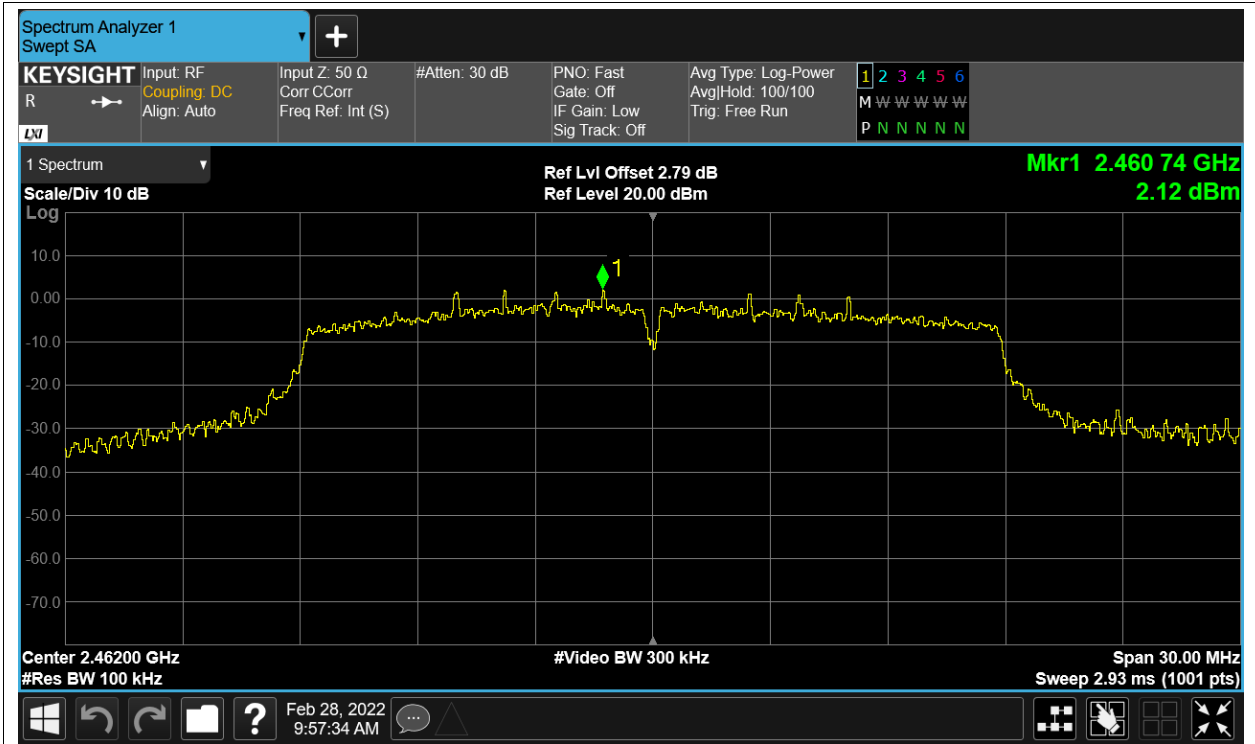 Spectrum Analyzer 1
Swept SA
KEYSIGHT
R
LXI
Input: RF
Coupling: DC
Align: Auto
Input Z: 50 Ω
Corr CCorr
Freq Ref: Int (S)
#Atten: 30 dB
PNO: Fast
Gate: Off
IF Gain: Low
Sig Track: Off
Avg Type: Log-Power
Avg|Hold: 100/100
Trig: Free Run
1 2 3 4 5 6
M W W W W W W
P N N N N N
1 Spectrum
Scale/Div 10 dB
Log
Ref Lvl Offset 2.79 dB
Ref Level 20.00 dBm
Mkr1 2.460 74 GHz
2.12 dBm
10.0
0.00
-10.0
-20.0
-30.0
-40.0
-50.0
-60.0
-70.0
1
Center 2.46200 GHz
#Video BW 300 kHz
Span 30.00 MHz
#Res BW 100 kHz
Sweep 2.93 ms (1001 pts)
?
Feb 28, 2022
9:57:34 AM